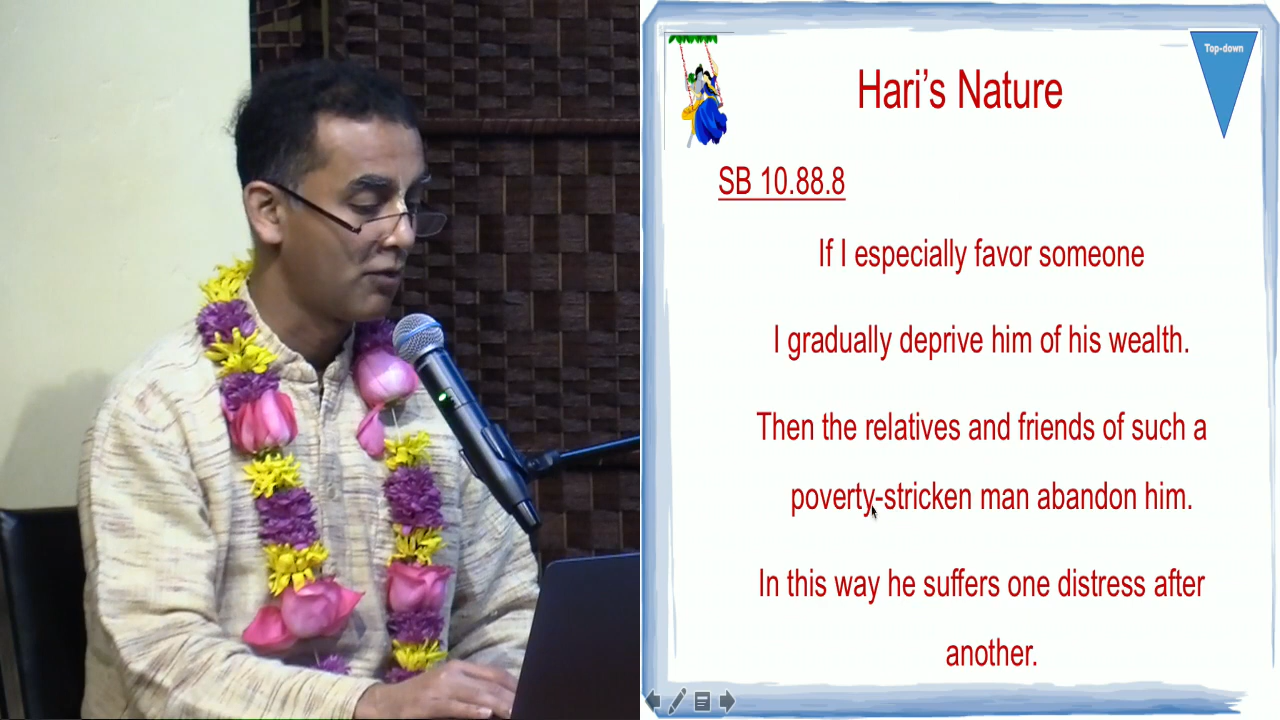 Top-down
Hari's Nature
SB 10.88.8
If I especially favor someone
I gradually deprive him of his wealth.
Then the relatives and friends of such a
poverty-stricken man abandon him.
In this way he suffers one distress after
another.